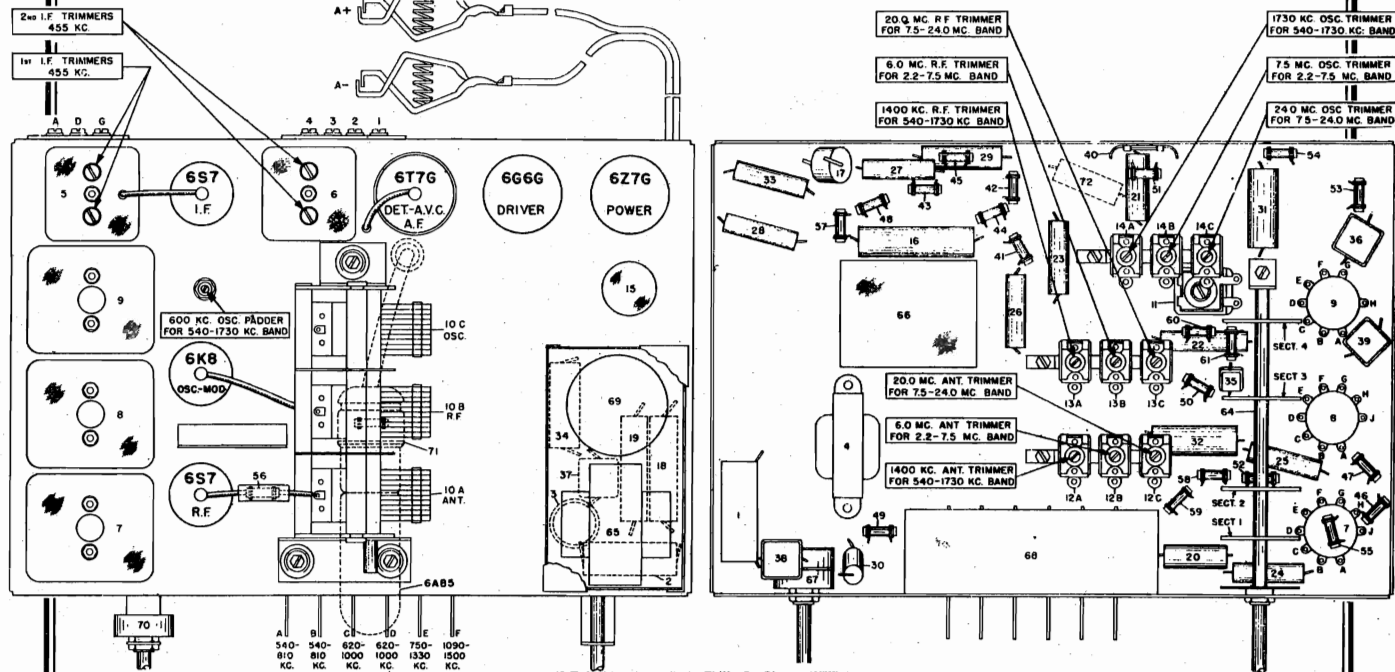 2ND I.F. TRIMMERS
455 KC.
1ST I.F. TRIMMERS
455 KC.
A+
A-
A D G
4 3 2 1
5
6S7
I.F.
6
6T7G
DET.-A.V.C.
A.F.
6G6G
DRIVER
6Z7G
POWER
9
600 KC. OSC. PADDER
FOR 540-1730 KC. BAND
15
10 C
OSC.
6K8
OSC.-MOD.
8
10 B
R F
71
69
34
19
18
37
3
6S7
R.F.
56
10 A
ANT.
7
65
2
6AB5
70
A B C D E F
540-
810
KC.
540-
810
KC.
620-
1000
KC.
620-
1000
KC.
750-
1330
KC.
1090-
1500
KC.
20.0 MC. R F TRIMMER
FOR 7.5-24.0 MC. BAND
6.0 MC. R.F. TRIMMER
FOR 2.2-7.5 MC. BAND
1400 KC. R.F. TRIMMER
FOR 540-1730 KC BAND
1730 KC. OSC. TRIMMER
FOR 540-1730 KC. BAND
7.5 MC. OSC. TRIMMER
FOR 2.2-7.5 MC. BAND
24.0 MC. OSC TRIMMER
FOR 7.5-24.0 MC. BAND
33
17
27
45
29
42
40
72
21
51
54
53
43
48
44
28
57
16
41
23
14A 14B 14C
31
36
66
26
11
F G
E
D 9 H
C
B A
60
22
61
SECT. 4
39
13A 13B 13C
35
SECT 3
50
64
F G
E H
D 6 J
C
B A
20.0 MC. ANT. TRIMMER
FOR 7.5-24.0 MC. BAND
6.0 MC. ANT TRIMMER
FOR 2.2-7.5 MC. BAND
1400 KC. ANT. TRIMMER
FOR 540-1730 KC. BAND
4
32
25
52
47
58
12A 12B 12C
59
SECT. 2
46
F G
E H
D 7 J
C
B A
55
SECT 1
1
49
38
67
30
68
20
24